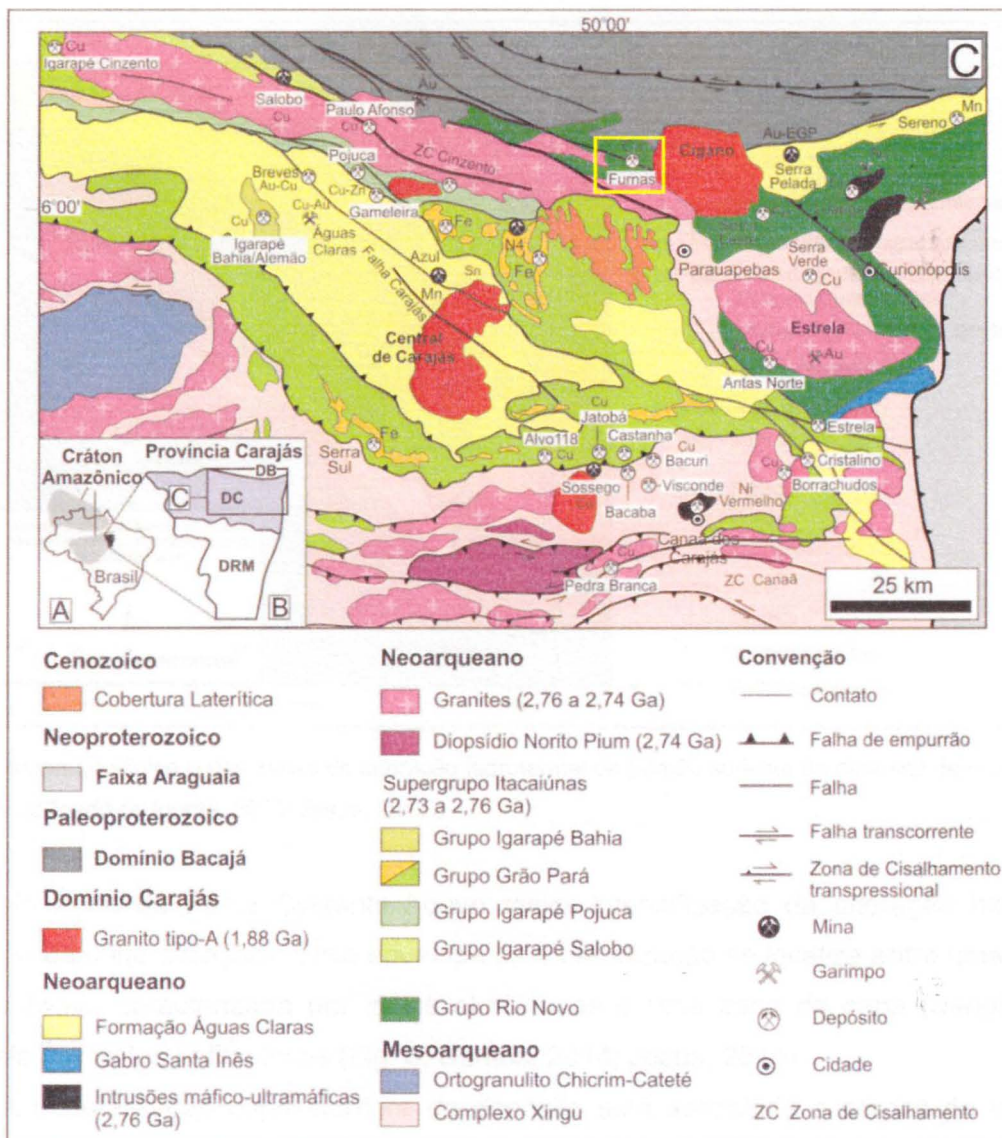 50°00'
C
Cu
Igarapé Cinzento
Salobo
Cu
Au
Paulo Afonso
Cu
ZC Cinzento
Pojuca
Breves
Au-Cu
Cu-Zn
Gameleira
Cu-Au
Águas
Claras
Cu
Igarapé
Bahia/Alemão
6°00'
Furnas
Cigano
Au-EGP
Serra
Pelada
Mn
Sereno
Fe
N4
Fe
Azul
Mn
Sn
Falha Carajás
Parauapebas
Serra
Verde
Cu
Curionópolis
Central
de Carajás
Estrela
Cu
Au
Antas Norte
Fe
Serra
Sul
Cu
Jatobá
Alvo118
Cu
Castanha
Cu
Bacuri
Sossego
Visconde
Bacaba
Estrela
Cristalino
Cu
Borrachudos
Ni
Vermelho
Canaã dos
Carajás
Cu
Pedra Branca
ZC Canaã
25 km
Cráton
Amazônico
Brasil
A
Província Carajás
DB
C
DC
DRM
B
Cenozoico
Cobertura Laterítica
Neoproterozoico
Faixa Araguaia
Paleoproterozoico
Domínio Bacajá
Domínio Carajás
Granito tipo-A (1,88 Ga)
Neoarqueano
Formação Águas Claras
Gabro Santa Inês
Intrusões máfico-ultramáficas
(2,76 Ga)
Neoarqueano
Granites (2,76 a 2,74 Ga)
Diopsídio Norito Pium (2,74 Ga)
Supergrupo Itacaiúnas
(2,73 a 2,76 Ga)
Grupo Igarapé Bahia
Grupo Grão Pará
Grupo Igarapé Pojuca
Grupo Igarapé Salobo
Grupo Rio Novo
Mesoarqueano
Ortogranulito Chicrim-Cateté
Complexo Xingu
Convenção
Contato
Falha de empurrão
Falha
Falha transcorrente
Zona de Cisalhamento
transpressional
Mina
Garimpo
Depósito
Cidade
ZC Zona de Cisalhamento